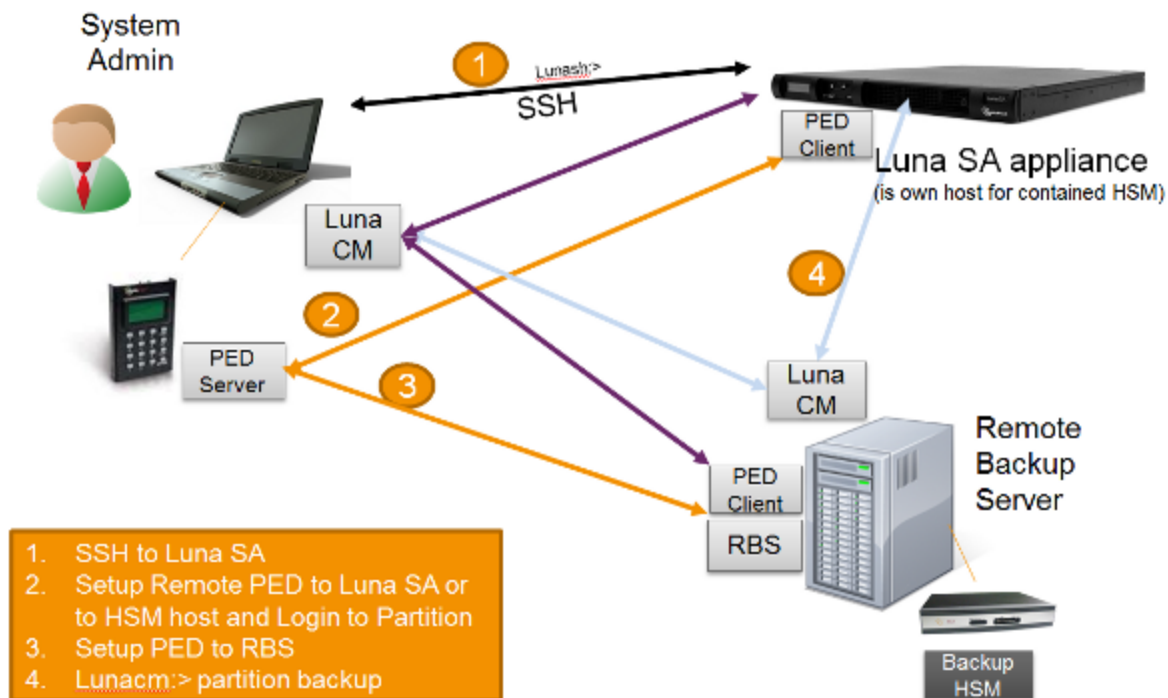 System
Admin
1
Lunash:>
SSH
PED
Client
Luna SA appliance
(is own host for contained HSM)
Luna
CM
4
2
PED
Server
3
Luna
CM
Remote
Backup
Server
PED
Client
RBS
1. SSH to Luna SA
2. Setup Remote PED to Luna SA or
to HSM host and Login to Partition
3. Setup PED to RBS
4. Lunacm:> partition backup
Backup
HSM